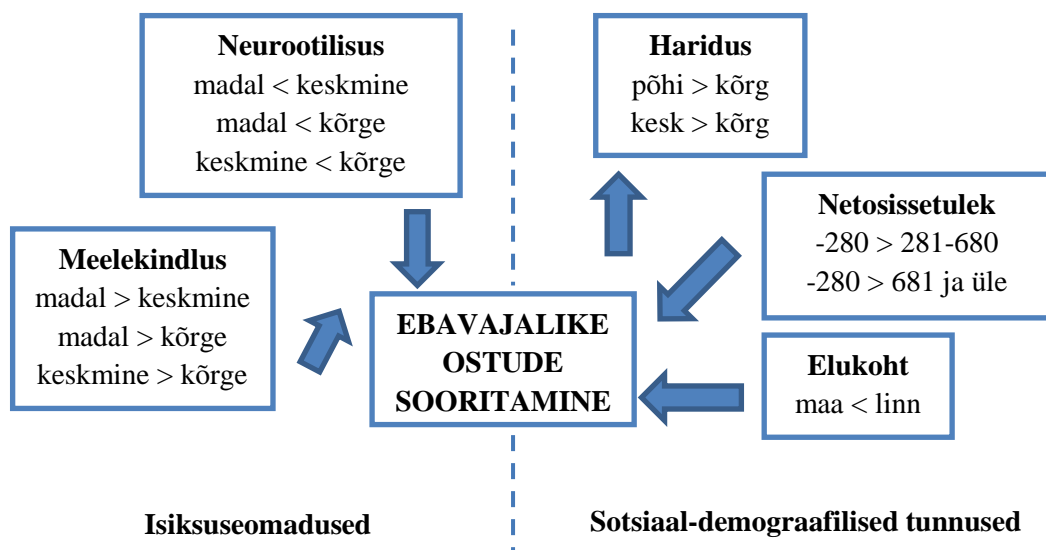 Neurootilisus
madal < keskmine
madal < kõrge
keskmine < kõrge
Haridus
põhi > kõrg
kesk > kõrg
Meelekindlus
madal > keskmine
madal > kõrge
keskmine > kõrge
Netosissetulek
-280 > 281-680
-280 > 681 ja üle
EBAVAJALIKE
OSTUDE
SOORITAMINE
Elukoht
maa < linn
Isiksuseomadused
Sotsiaal-demograafilised tunnused